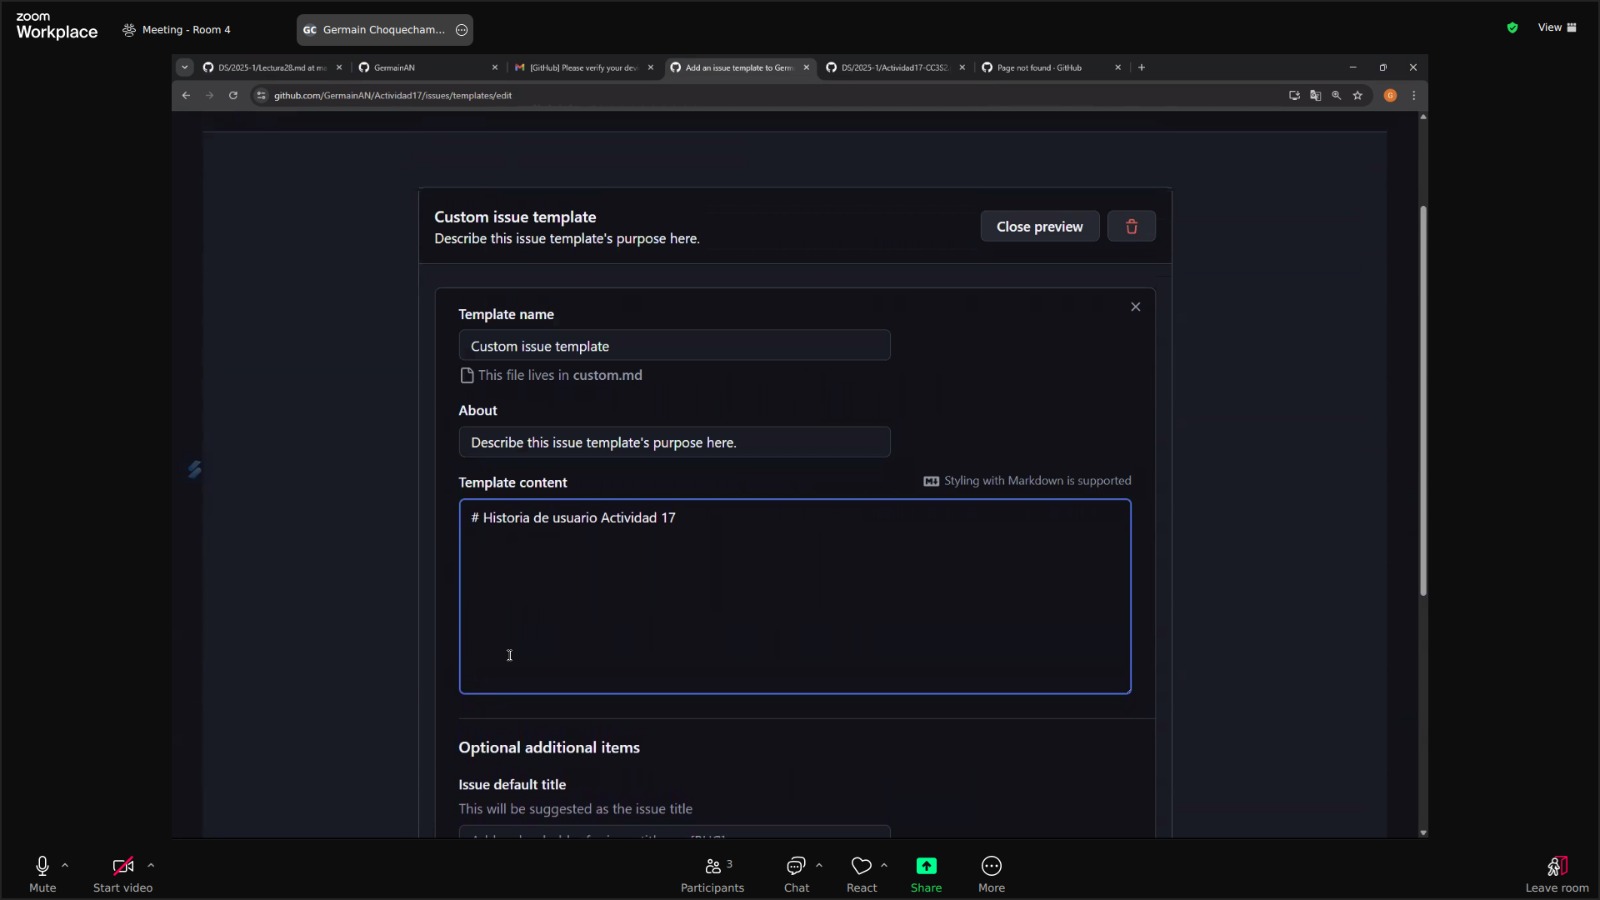 zoom
Workplace
Meeting - Room 4
GC Germain Choquecham...
View
DS/2025-1/Lectura28.md at ma
GermainAN
[GitHub] Please verify your dev
Add an issue template to Germ
DS/2025-1/Actividad17-CC3S2
Page not found · GitHub
github.com/GermainAN/Actividad17/issues/templates/edit
G
Custom issue template
Describe this issue template's purpose here.
Close preview
Template name
Custom issue template
This file lives in custom.md
About
Describe this issue template's purpose here.
Template content
Styling with Markdown is supported
# Historia de usuario Actividad 17
Optional additional items
Issue default title
This will be suggested as the issue title
Mute
Start video
3
Participants
Chat
React
Share
More
Leave room